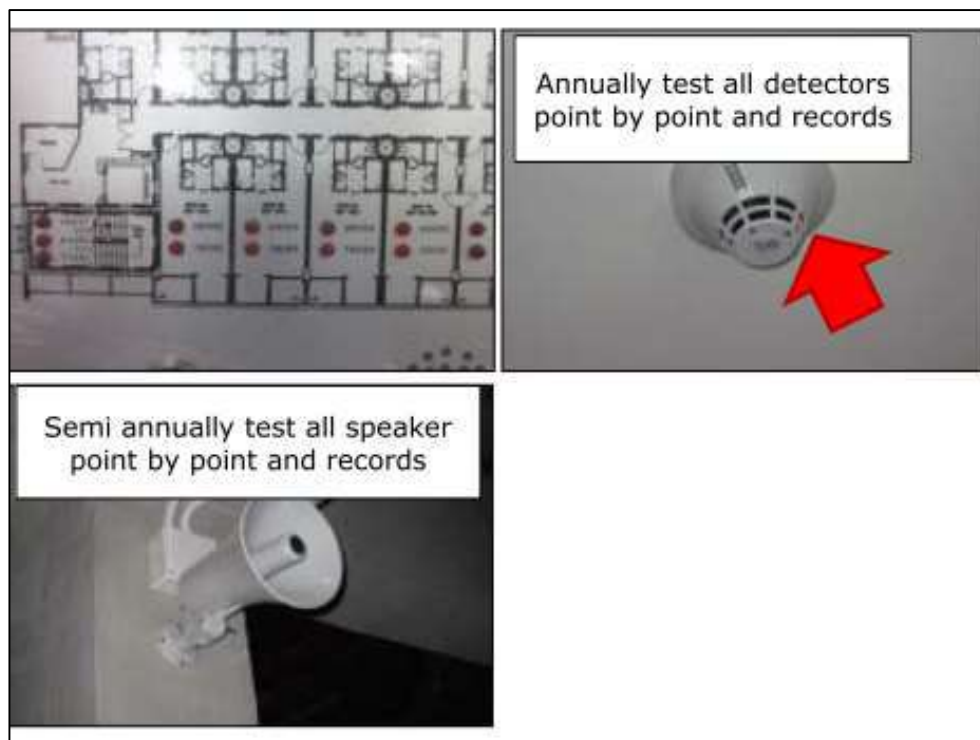 Annually test all detectors
point by point and records
Semi annually test all speaker
point by point and records